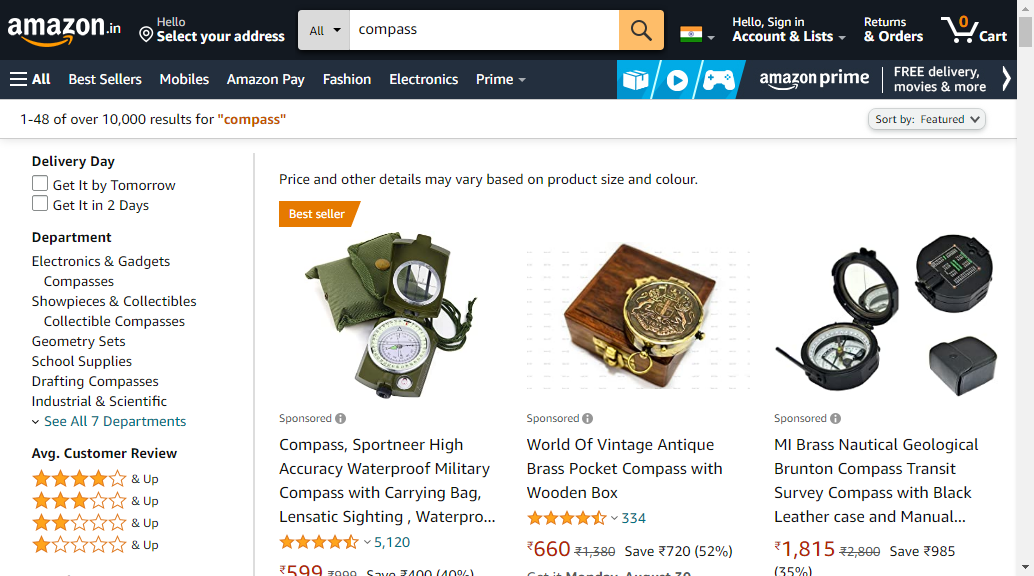 amazon.in
Hello
Select your address
All
compass
Hello, Sign in
Account & Lists
Returns
& Orders
0
Cart
All
Best Sellers
Mobiles
Amazon Pay
Fashion
Electronics
Prime
amazon prime
FREE delivery,
movies & more
1-48 of over 10,000 results for "compass"
Sort by: Featured
Delivery Day
Get It by Tomorrow
Get It in 2 Days
Department
Electronics & Gadgets
Compasses
Showpieces & Collectibles
Collectible Compasses
Geometry Sets
School Supplies
Drafting Compasses
Industrial & Scientific
See All 7 Departments
Avg. Customer Review
& Up
& Up
& Up
& Up
Price and other details may vary based on product size and colour.
Best seller
Sponsored
Compass, Sportneer High
Accuracy Waterproof Military
Compass with Carrying Bag,
Lensatic Sighting , Waterpro...
5,120
₹599 ₹999 Save ₹400 (40%)
Sponsored
World Of Vintage Antique
Brass Pocket Compass with
Wooden Box
334
₹660 ₹1,380 Save ₹720 (52%)
Get it Monday, August 30
Sponsored
MI Brass Nautical Geological
Brunton Compass Transit
Survey Compass with Black
Leather case and Manual...
₹1,815 ₹2,800 Save ₹985
(35%)